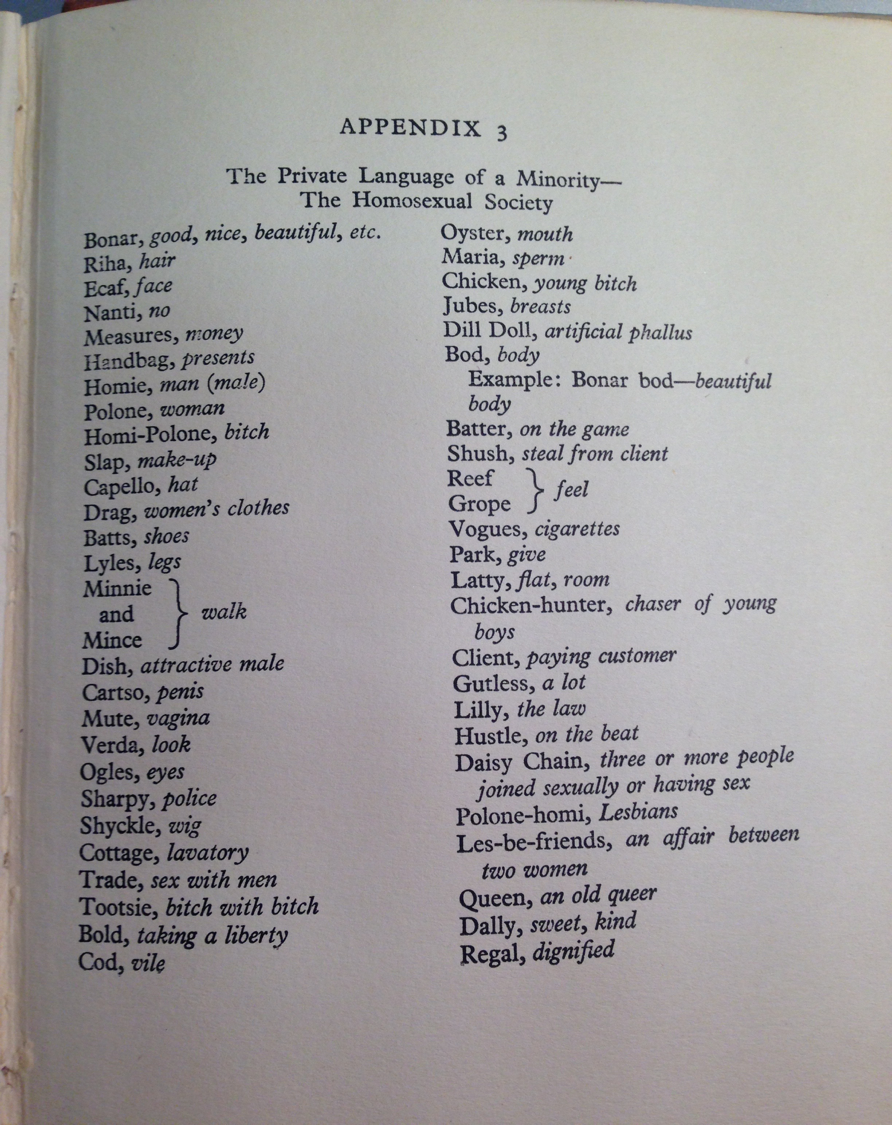 APPENDIX 3
The Private Language of a Minority—
The Homosexual Society
Bonar, good, nice, beautiful, etc.
Riha, hair
Ecaf, face
Nanti, no
Measures, money
Handbag, presents
Homie, man (male)
Polone, woman
Homi-Polone, bitch
Slap, make-up
Capello, hat
Drag, women's clothes
Batts, shoes
Lyles, legs
Minnie
and
Mince
} walk
Dish, attractive male
Cartso, penis
Mute, vagina
Verda, look
Ogles, eyes
Sharpy, police
Shyckle, wig
Cottage, lavatory
Trade, sex with men
Tootsie, bitch with bitch
Bold, taking a liberty
Cod, vile
Oyster, mouth
Maria, sperm
Chicken, young bitch
Jubes, breasts
Dill Doll, artificial phallus
Bod, body
Example: Bonar bod—beautiful
body
Batter, on the game
Shush, steal from client
Reef
Grope
} feel
Vogues, cigarettes
Park, give
Latty, flat, room
Chicken-hunter, chaser of young
boys
Client, paying customer
Gutless, a lot
Lilly, the law
Hustle, on the beat
Daisy Chain, three or more people
joined sexually or having sex
Polone-homi, Lesbians
Les-be-friends, an affair between
two women
Queen, an old queer
Dally, sweet, kind
Regal, dignified